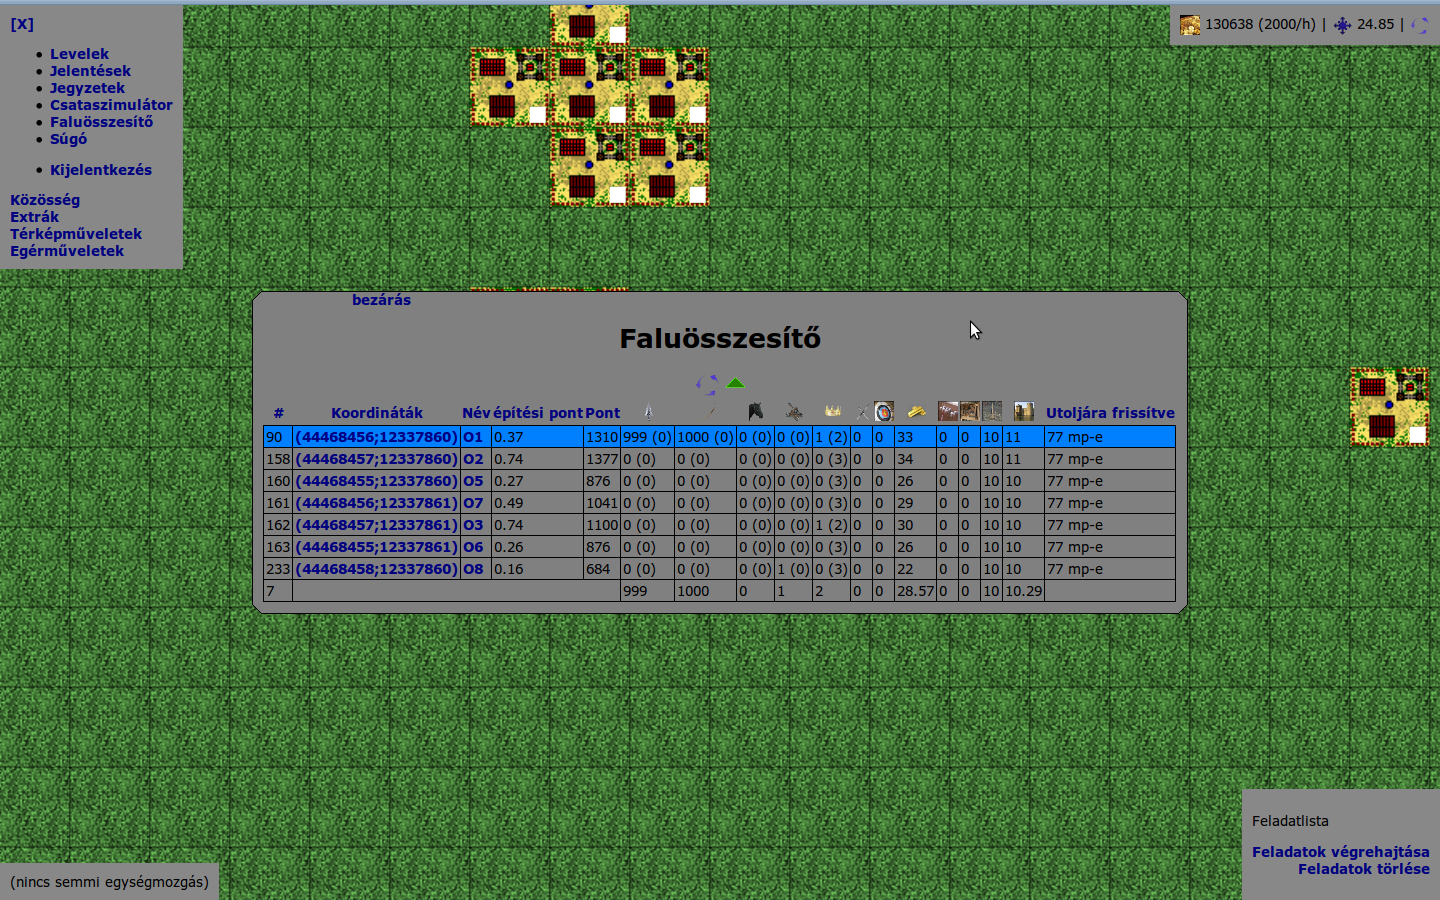 [X]
Levelek
Jelentések
Jegyzetek
Csataszimulátor
Faluösszesítő
Súgó
Kijelentkezés
Közösség
Extrák
Térképműveletek
Egérműveletek
130638 (2000/h) | 24.85 |
bezárás
Faluösszesítő
# Koordináták Név építési pont Pont Utoljára frissítve
90 (44468456;12337860) O1 0.37 1310 999 (0) 1000 (0) 0 (0) 0 (0) 1 (2) 0 0 33 0 0 10 11 77 mp-e
158 (44468457;12337860) O2 0.74 1377 0 (0) 0 (0) 0 (0) 0 (0) 0 (3) 0 0 34 0 0 10 11 77 mp-e
160 (44468455;12337860) O5 0.27 876 0 (0) 0 (0) 0 (0) 0 (0) 0 (3) 0 0 26 0 0 10 10 77 mp-e
161 (44468456;12337861) O7 0.49 1041 0 (0) 0 (0) 0 (0) 0 (0) 0 (3) 0 0 29 0 0 10 10 77 mp-e
162 (44468457;12337861) O3 0.74 1100 0 (0) 0 (0) 0 (0) 0 (0) 1 (2) 0 0 30 0 0 10 10 77 mp-e
163 (44468455;12337861) O6 0.26 876 0 (0) 0 (0) 0 (0) 0 (0) 0 (3) 0 0 26 0 0 10 10 77 mp-e
233 (44468458;12337860) O8 0.16 684 0 (0) 0 (0) 0 (0) 1 (0) 0 (3) 0 0 22 0 0 10 10 77 mp-e
7 999 1000 0 1 2 0 0 28.57 0 0 10 10.29
Feladatlista
Feladatok végrehajtása
Feladatok törlése
(nincs semmi egységmozgás)